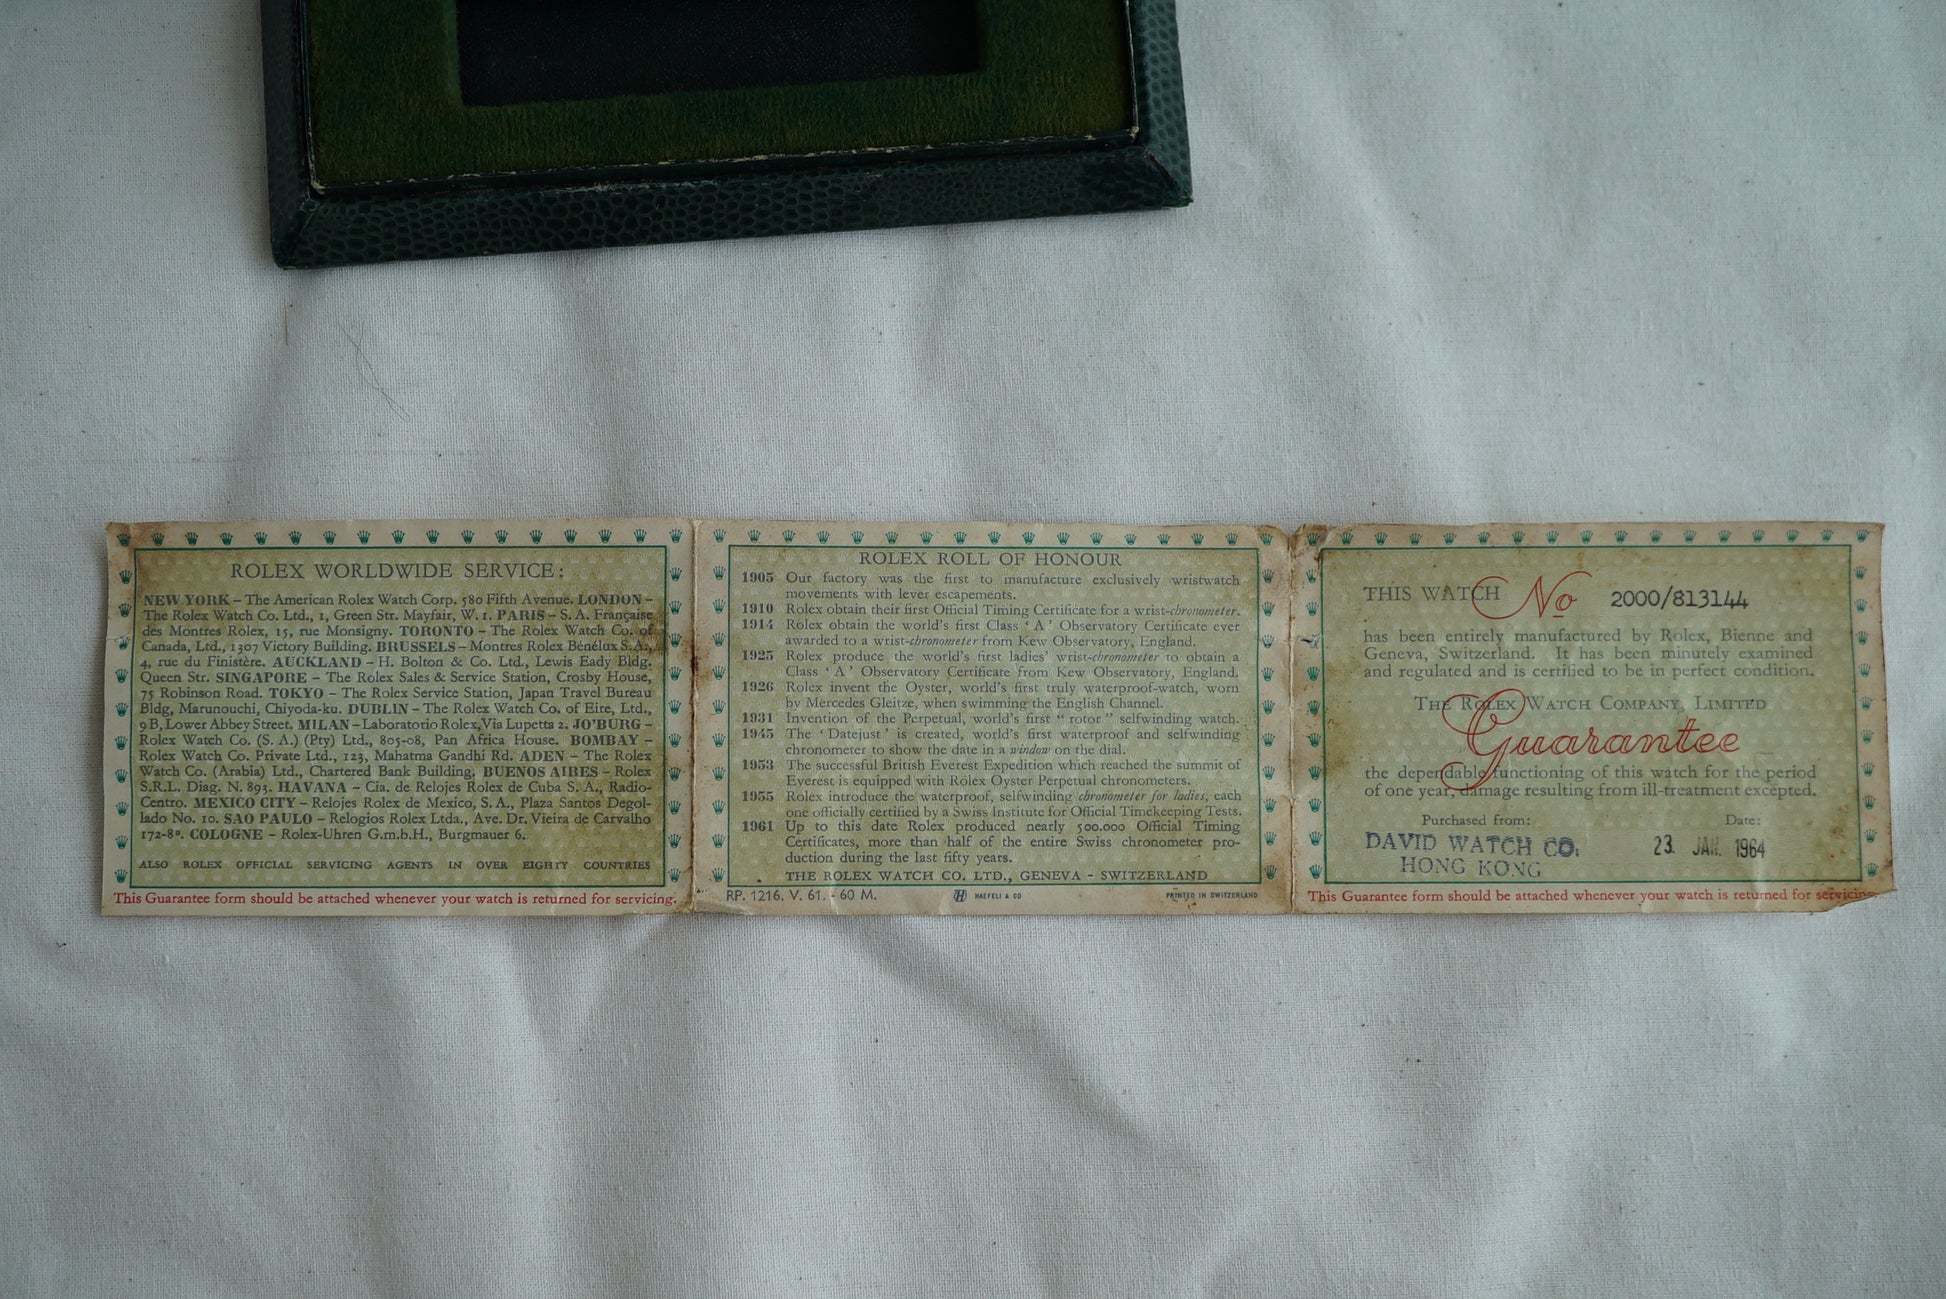 ROLEX WORLDWIDE SERVICE:
NEW YORK – The American Rolex Watch Corp. 580 Fifth Avenue. LONDON –
The Rolex Watch Co. Ltd., 1, Green Str. Mayfair, W. 1. PARIS – S. A. Française
des Montres Rolex, 15, rue Monsigny. TORONTO – The Rolex Watch Co. of
Canada, Ltd., 1307 Victory Building. BRUSSELS – Montres Rolex Bénélux S.A.,
4, rue du Finistère. AUCKLAND – H. Bolton & Co. Ltd., Lewis Eady Bldg.
Queen Str. SINGAPORE – The Rolex Sales & Service Station, Crosby House,
75 Robinson Road. TOKYO – The Rolex Service Station, Japan Travel Bureau
Bldg, Marunouchi, Chiyoda-ku. DUBLIN – The Rolex Watch Co. of Eire, Ltd.,
9B, Lower Abbey Street. MILAN – Laboratorio Rolex, Via Lupetta 2. JO'BURG –
Rolex Watch Co. (S. A.) (Pty) Ltd., 805-08, Pan Africa House. BOMBAY –
Rolex Watch Co. Private Ltd., 123, Mahatma Gandhi Rd. ADEN – The Rolex
Watch Co. (Arabia) Ltd., Chartered Bank Building. BUENOS AIRES – Rolex
S.R.L. Diag. N. 893. HAVANA – Cía. de Relojes Rolex de Cuba S. A., Radio-
Centro. MEXICO CITY – Relojes Rolex de Mexico, S. A., Plaza Santos Degol-
lado No. 10. SAO PAULO – Relogios Rolex Ltda., Ave. Dr. Vieira de Carvalho
172-8º. COLOGNE – Rolex-Uhren G.m.b.H., Burgmauer 6.
ALSO ROLEX OFFICIAL SERVICING AGENTS IN OVER EIGHTY COUNTRIES
This Guarantee form should be attached whenever your watch is returned for servicing.
ROLEX ROLL OF HONOUR
1905 Our factory was the first to manufacture exclusively wristwatch
movements with lever escapements.
1910 Rolex obtain their first Official Timing Certificate for a wrist-chronometer.
1914 Rolex obtain the world's first Class ' A ' Observatory Certificate ever
awarded to a wrist-chronometer from Kew Observatory, England.
1925 Rolex produce the world's first ladies' wrist-chronometer to obtain a
Class ' A ' Observatory Certificate from Kew Observatory, England.
1926 Rolex invent the Oyster, world's first truly waterproof-watch, worn
by Mercedes Gleitze, when swimming the English Channel.
1931 Invention of the Perpetual, world's first " rotor " selfwinding watch.
1945 The ' Datejust ' is created, world's first waterproof and selfwinding
chronometer to show the date in a window on the dial.
1953 The successful British Everest Expedition which reached the summit of
Everest is equipped with Rolex Oyster Perpetual chronometers.
1955 Rolex introduce the waterproof, selfwinding chronometer for ladies, each
one officially certified by a Swiss Institute for Official Timekeeping Tests.
1961 Up to this date Rolex produced nearly 500.000 Official Timing
Certificates, more than half of the entire Swiss chronometer pro-
duction during the last fifty years.
THE ROLEX WATCH CO. LTD., GENEVA - SWITZERLAND
RP. 1216. V. 61. - 60 M. HAEFELI & CO PRINTED IN SWITZERLAND
THIS WATCH No 2000/813144
has been entirely manufactured by Rolex, Bienne and
Geneva, Switzerland. It has been minutely examined
and regulated and is certified to be in perfect condition.
THE ROLEX WATCH COMPANY, LIMITED
Guarantee
the dependable functioning of this watch for the period
of one year, damage resulting from ill-treatment excepted.
Purchased from: Date:
DAVID WATCH CO. 23. JAN. 1964
HONG KONG
This Guarantee form should be attached whenever your watch is returned for servicing.